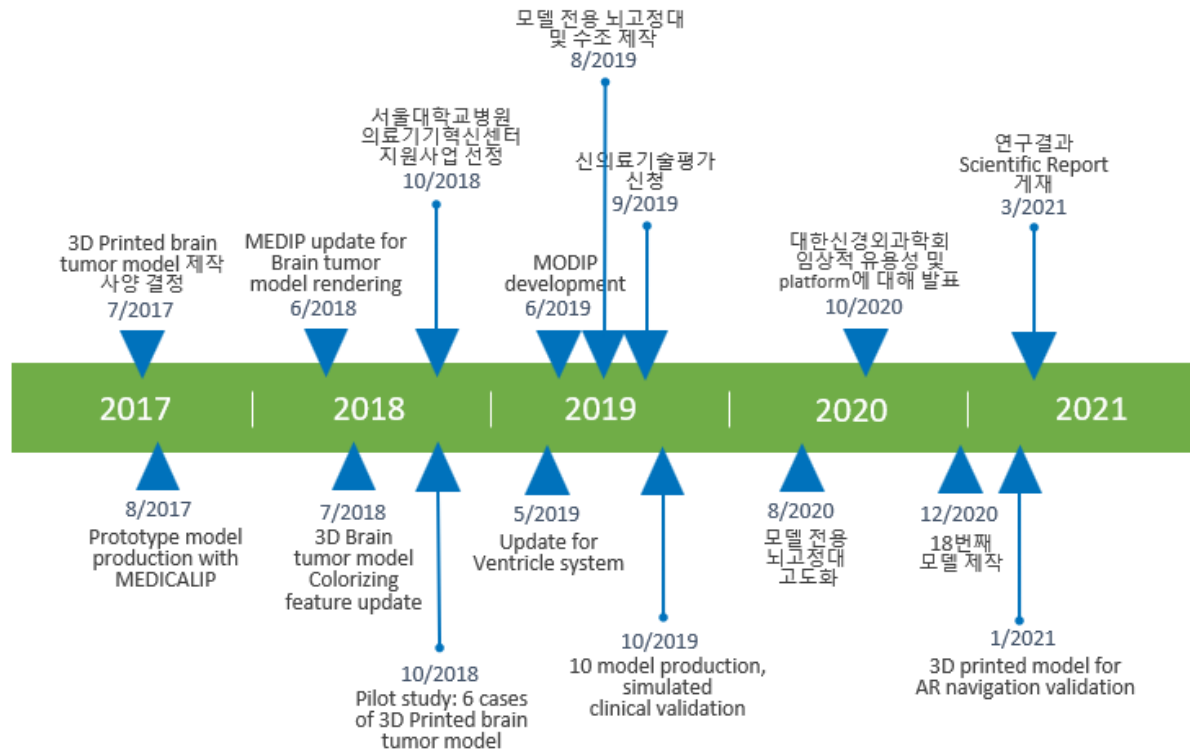 모델 전용 뇌고정대
및 수조 제작
8/2019
서울대학교병원
의료기기혁신센터
지원사업 선정
10/2018
신의료기술평가
신청
9/2019
연구결과
Scientific Report
게재
3/2021
3D Printed brain
tumor model 제작
사양 결정
7/2017
MEDIP update for
Brain tumor
model rendering
6/2018
MODIP
development
6/2019
대한신경외과학회
임상적 유용성 및
platform에 대해 발표
10/2020
2017
2018
2019
2020
2021
8/2017
Prototype model
production with
MEDICALIP
7/2018
3D Brain
tumor model
Colorizing
feature update
10/2018
Pilot study: 6 cases
of 3D Printed brain
tumor model
5/2019
Update for
Ventricle system
10/2019
10 model production,
simulated
clinical validation
8/2020
모델 전용
뇌고정대
고도화
12/2020
18번째
모델 제작
1/2021
3D printed model for
AR navigation validation